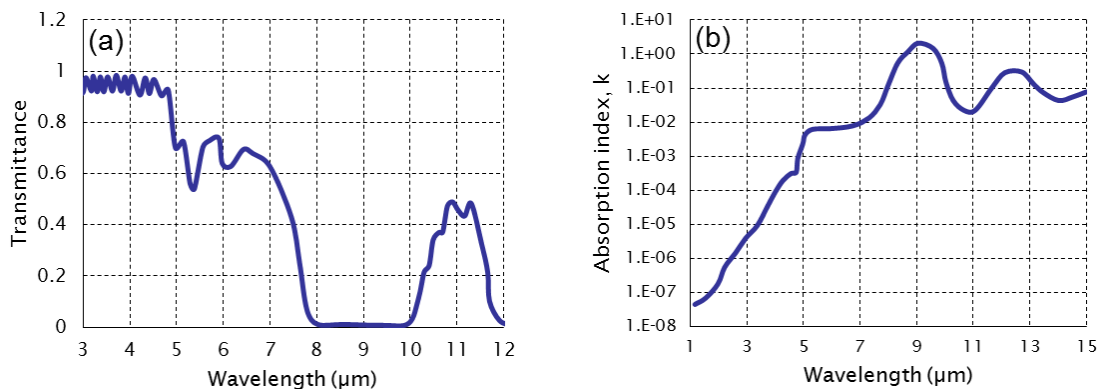 (a)
Transmittance
1.2
1
0.8
0.6
0.4
0.2
0
3 4 5 6 7 8 9 10 11 12
Wavelength (µm)
(b)
Absorption index, k
1.E+01
1.E+00
1.E-01
1.E-02
1.E-03
1.E-04
1.E-05
1.E-06
1.E-07
1.E-08
1 3 5 7 9 11 13 15
Wavelength (µm)